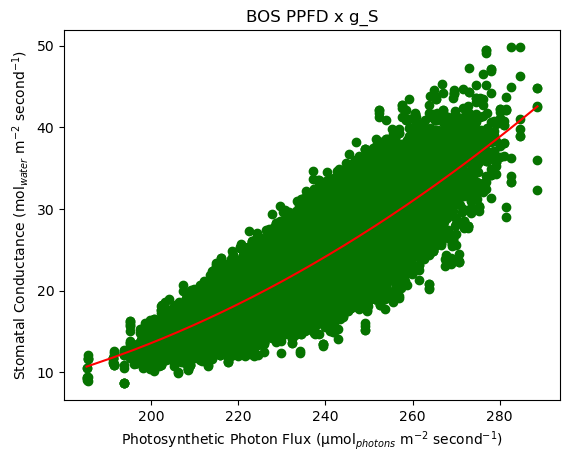 BOS PPFD x g_S
Stomatal Conductance (mol_water m⁻² second⁻¹)
50
40
30
20
10
200 220 240 260 280
Photosynthetic Photon Flux (μmol_photons m⁻² second⁻¹)